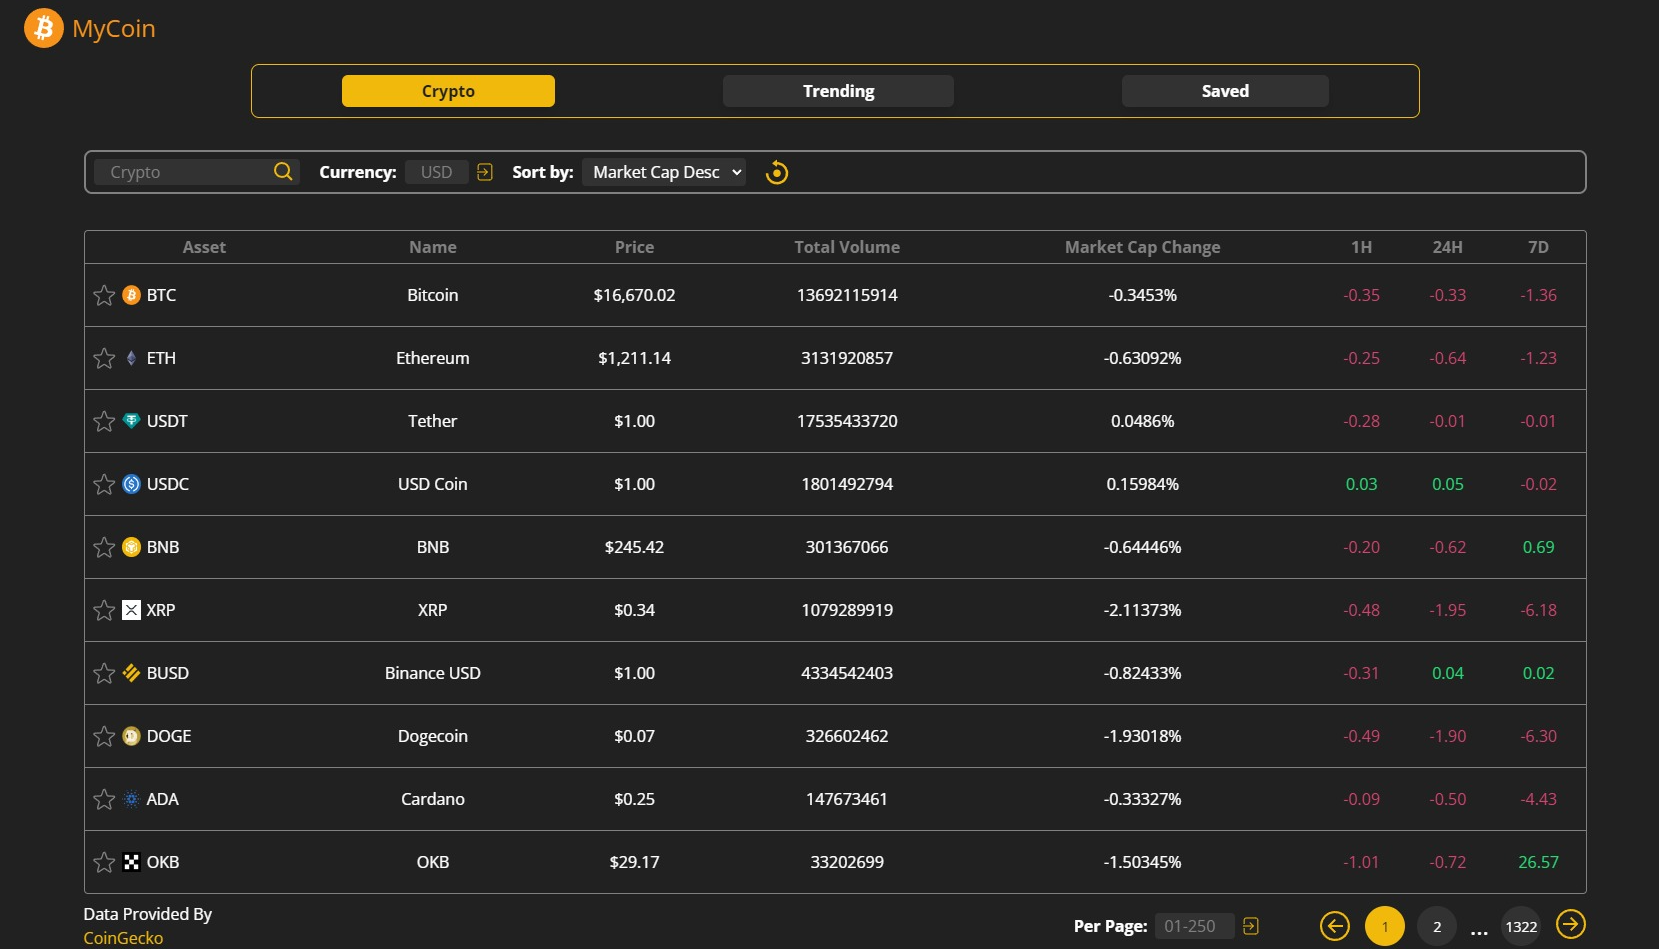 MyCoin
Crypto Trending Saved
Crypto Currency: USD Sort by: Market Cap Desc
Asset Name Price Total Volume Market Cap Change 1H 24H 7D
BTC Bitcoin $16,670.02 13692115914 -0.3453% -0.35 -0.33 -1.36
ETH Ethereum $1,211.14 3131920857 -0.63092% -0.25 -0.64 -1.23
USDT Tether $1.00 17535433720 0.0486% -0.28 -0.01 -0.01
USDC USD Coin $1.00 1801492794 0.15984% 0.03 0.05 -0.02
BNB BNB $245.42 301367066 -0.64446% -0.20 -0.62 0.69
XRP XRP $0.34 1079289919 -2.11373% -0.48 -1.95 -6.18
BUSD Binance USD $1.00 4334542403 -0.82433% -0.31 0.04 0.02
DOGE Dogecoin $0.07 326602462 -1.93018% -0.49 -1.90 -6.30
ADA Cardano $0.25 147673461 -0.33327% -0.09 -0.50 -4.43
OKB OKB $29.17 33202699 -1.50345% -1.01 -0.72 26.57
Data Provided By
CoinGecko
Per Page: 01-250 1 2 ... 1322